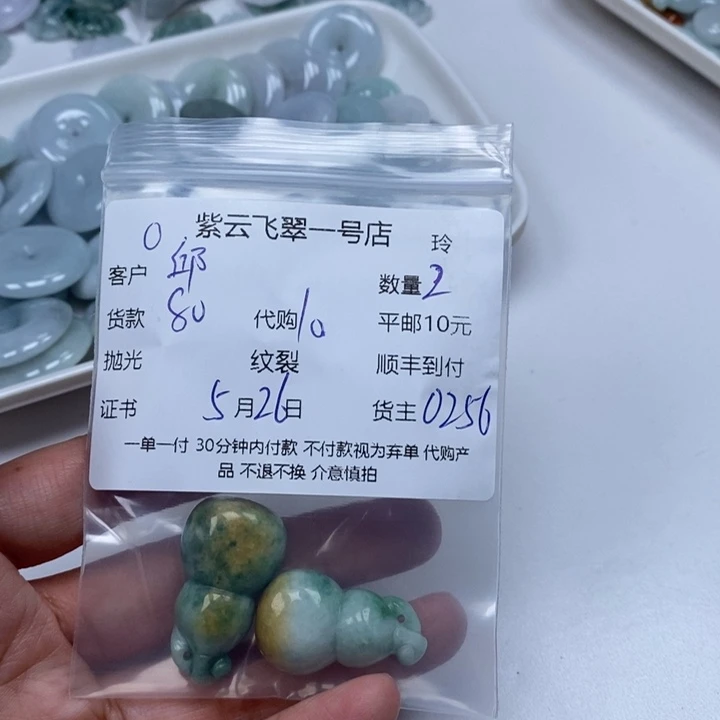 紫云飞翠一号店 玲
O
客户 邱 数量 2
货款 80 代购 10 平邮10元
抛光 纹裂 顺丰到付
证书 5月26日 货主 0256
一单一付 30分钟内付款 不付款视为弃单 代购产
品 不退不换 介意慎拍